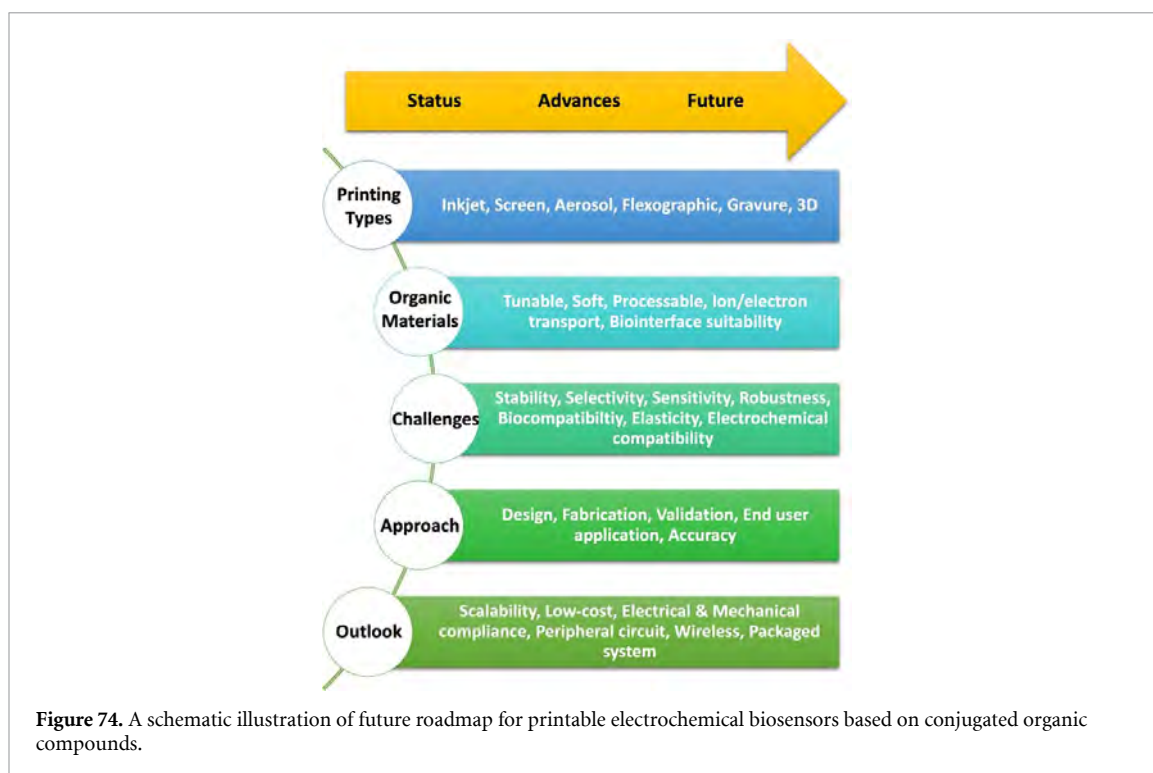 Status Advances Future
Printing
Types
Inkjet, Screen, Aerosol, Flexographic, Gravure, 3D
Organic
Materials
Tunable, Soft, Processable, Ion/electron
transport, Biointerface suitability
Challenges
Stability, Selectivity, Sensitivity, Robustness,
Biocompatibiltiy, Elasticity, Electrochemical
compatibility
Approach
Design, Fabrication, Validation, End user
application, Accuracy
Outlook
Scalability, Low-cost, Electrical & Mechanical
compliance, Peripheral circuit, Wireless, Packaged
system
Figure 74. A schematic illustration of future roadmap for printable electrochemical biosensors based on conjugated organic
compounds.